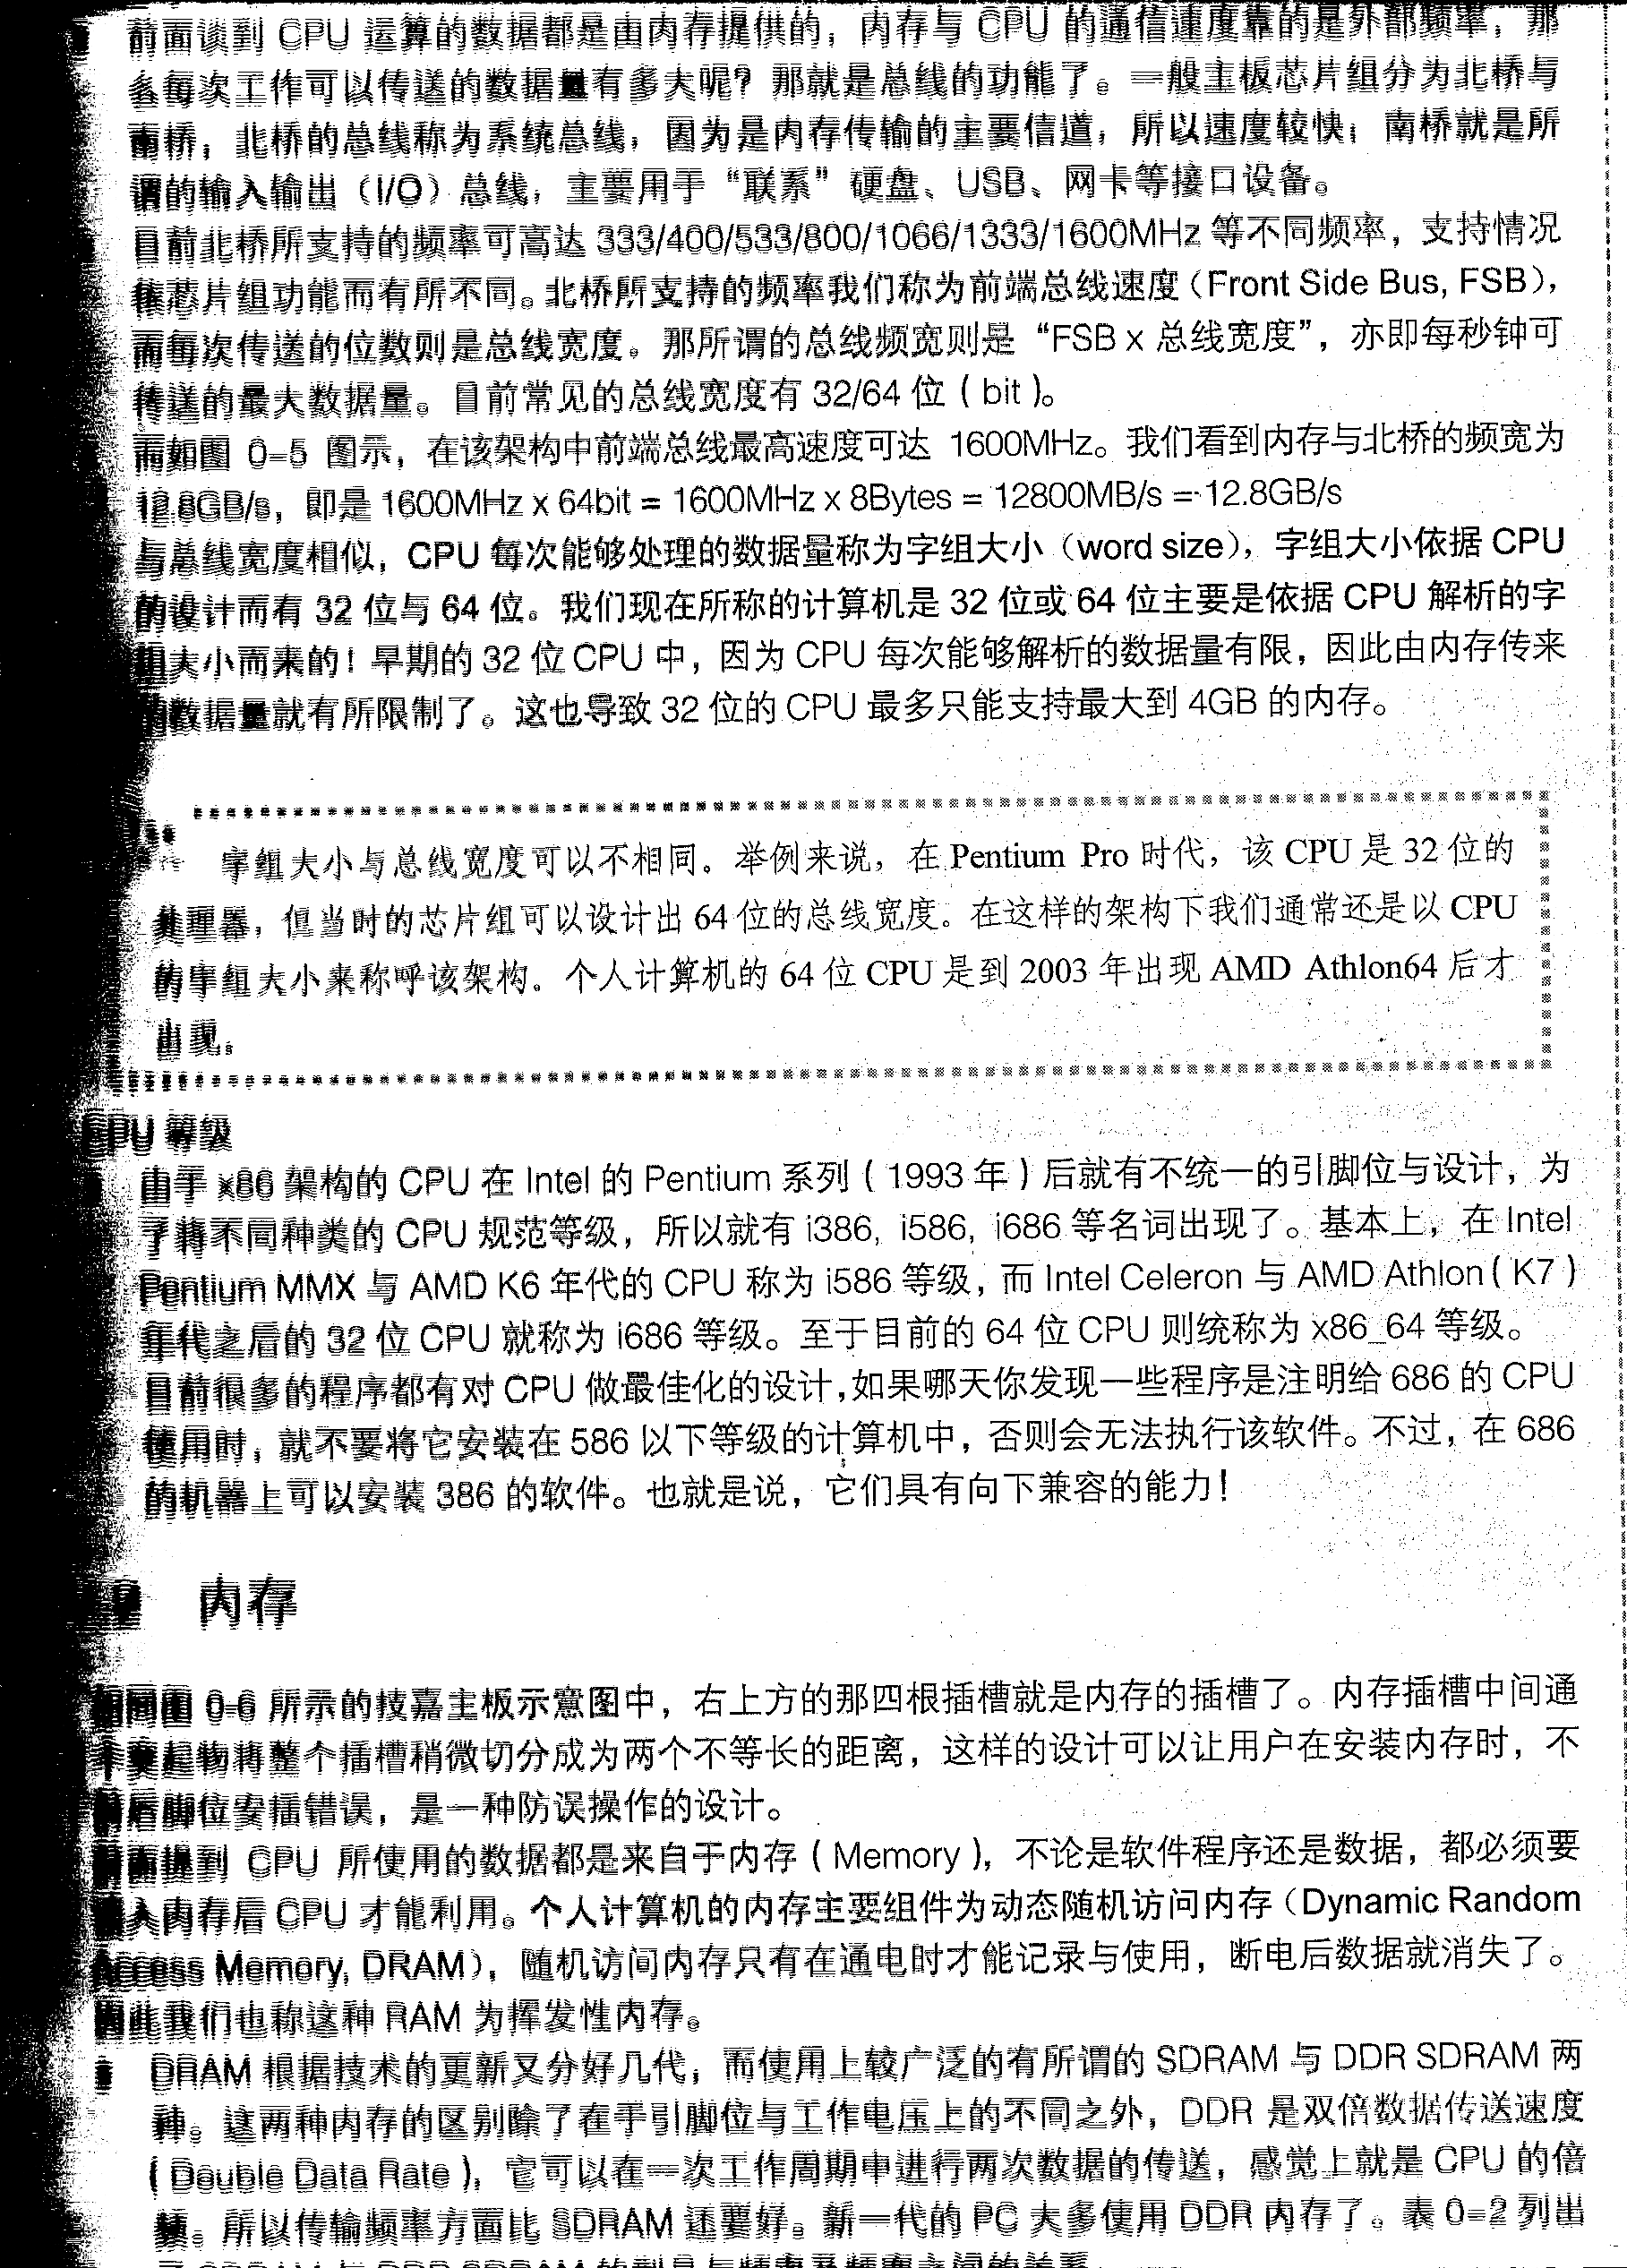 前面谈到 CPU 运算的数据都是由内存提供的，内存与 CPU 的通信速度靠的是外部频率，那
么每次工作可以传送的数据量有多大呢？那就是总线的功能了。一般主板芯片组分为北桥与
南桥，北桥的总线称为系统总线，因为是内存传输的主要信道，所以速度较快；南桥就是所
谓的输入输出（I/O）总线，主要用于“联系”硬盘、USB、网卡等接口设备。
目前北桥所支持的频率可高达 333/400/533/800/1066/1333/1600MHz 等不同频率，支持情况
依芯片组功能而有所不同。北桥所支持的频率我们称为前端总线速度（Front Side Bus, FSB），
而每次传送的位数则是总线宽度。那所谓的总线频宽则是“FSB x 总线宽度”，亦即每秒钟可
传送的最大数据量。目前常见的总线宽度有 32/64 位（bit）。
而如图 0-5 图示，在该架构中前端总线最高速度可达 1600MHz。我们看到内存与北桥的频宽为
12.8GB/s，即是 1600MHz x 64bit = 1600MHz x 8Bytes = 12800MB/s = 12.8GB/s
与总线宽度相似，CPU 每次能够处理的数据量称为字组大小（word size），字组大小依据 CPU
的设计而有 32 位与 64 位。我们现在所称的计算机是 32 位或 64 位主要是依据 CPU 解析的字
组大小而来的！早期的 32 位 CPU 中，因为 CPU 每次能够解析的数据量有限，因此由内存传来
的数据量就有所限制了。这也导致 32 位的 CPU 最多只能支持最大到 4GB 的内存。
字组大小与总线宽度可以不相同。举例来说，在 Pentium Pro 时代，该 CPU 是 32 位的
处理器，但当时的芯片组可以设计出 64 位的总线宽度。在这样的架构下我们通常还是以 CPU
的字组大小来称呼该架构。个人计算机的 64 位 CPU 是到 2003 年出现 AMD Athlon64 后才
出现。
CPU 等级
由于 x86 架构的 CPU 在 Intel 的 Pentium 系列（1993 年）后就有不统一的引脚位与设计，为
了将不同种类的 CPU 规范等级，所以就有 i386, i586, i686 等名词出现了。基本上，在 Intel
Pentium MMX 与 AMD K6 年代的 CPU 称为 i586 等级，而 Intel Celeron 与 AMD Athlon（K7）
年代之后的 32 位 CPU 就称为 i686 等级。至于目前的 64 位 CPU 则统称为 x86_64 等级。
目前很多的程序都有对 CPU 做最佳化的设计，如果哪天你发现一些程序是注明给 686 的 CPU
使用时，就不要将它安装在 586 以下等级的计算机中，否则会无法执行该软件。不过，在 686
的机器上可以安装 386 的软件。也就是说，它们具有向下兼容的能力！
内存
如同图 0-6 所示的技嘉主板示意图中，右上方的那四根插槽就是内存的插槽了。内存插槽中间通
个突起物将整个插槽稍微切分成为两个不等长的距离，这样的设计可以让用户在安装内存时，不
前后脚位安插错误，是一种防误操作的设计。
前面提到 CPU 所使用的数据都是来自于内存（Memory），不论是软件程序还是数据，都必须要
入内存后 CPU 才能利用。个人计算机的内存主要组件为动态随机访问内存（Dynamic Random
Access Memory, DRAM），随机访问内存只有在通电时才能记录与使用，断电后数据就消失了。
因此我们也称这种 RAM 为挥发性内存。
DRAM 根据技术的更新又分好几代，而使用上较广泛的有所谓的 SDRAM 与 DDR SDRAM 两
种。这两种内存的区别除了在于引脚位与工作电压上的不同之外，DDR 是双倍数据传送速度
（Double Data Rate），它可以在一次工作周期中进行两次数据的传送，感觉上就是 CPU 的倍
频。所以传输频率方面比 SDRAM 还要好。新一代的 PC 大多使用 DDR 内存了。表 0-2 列出